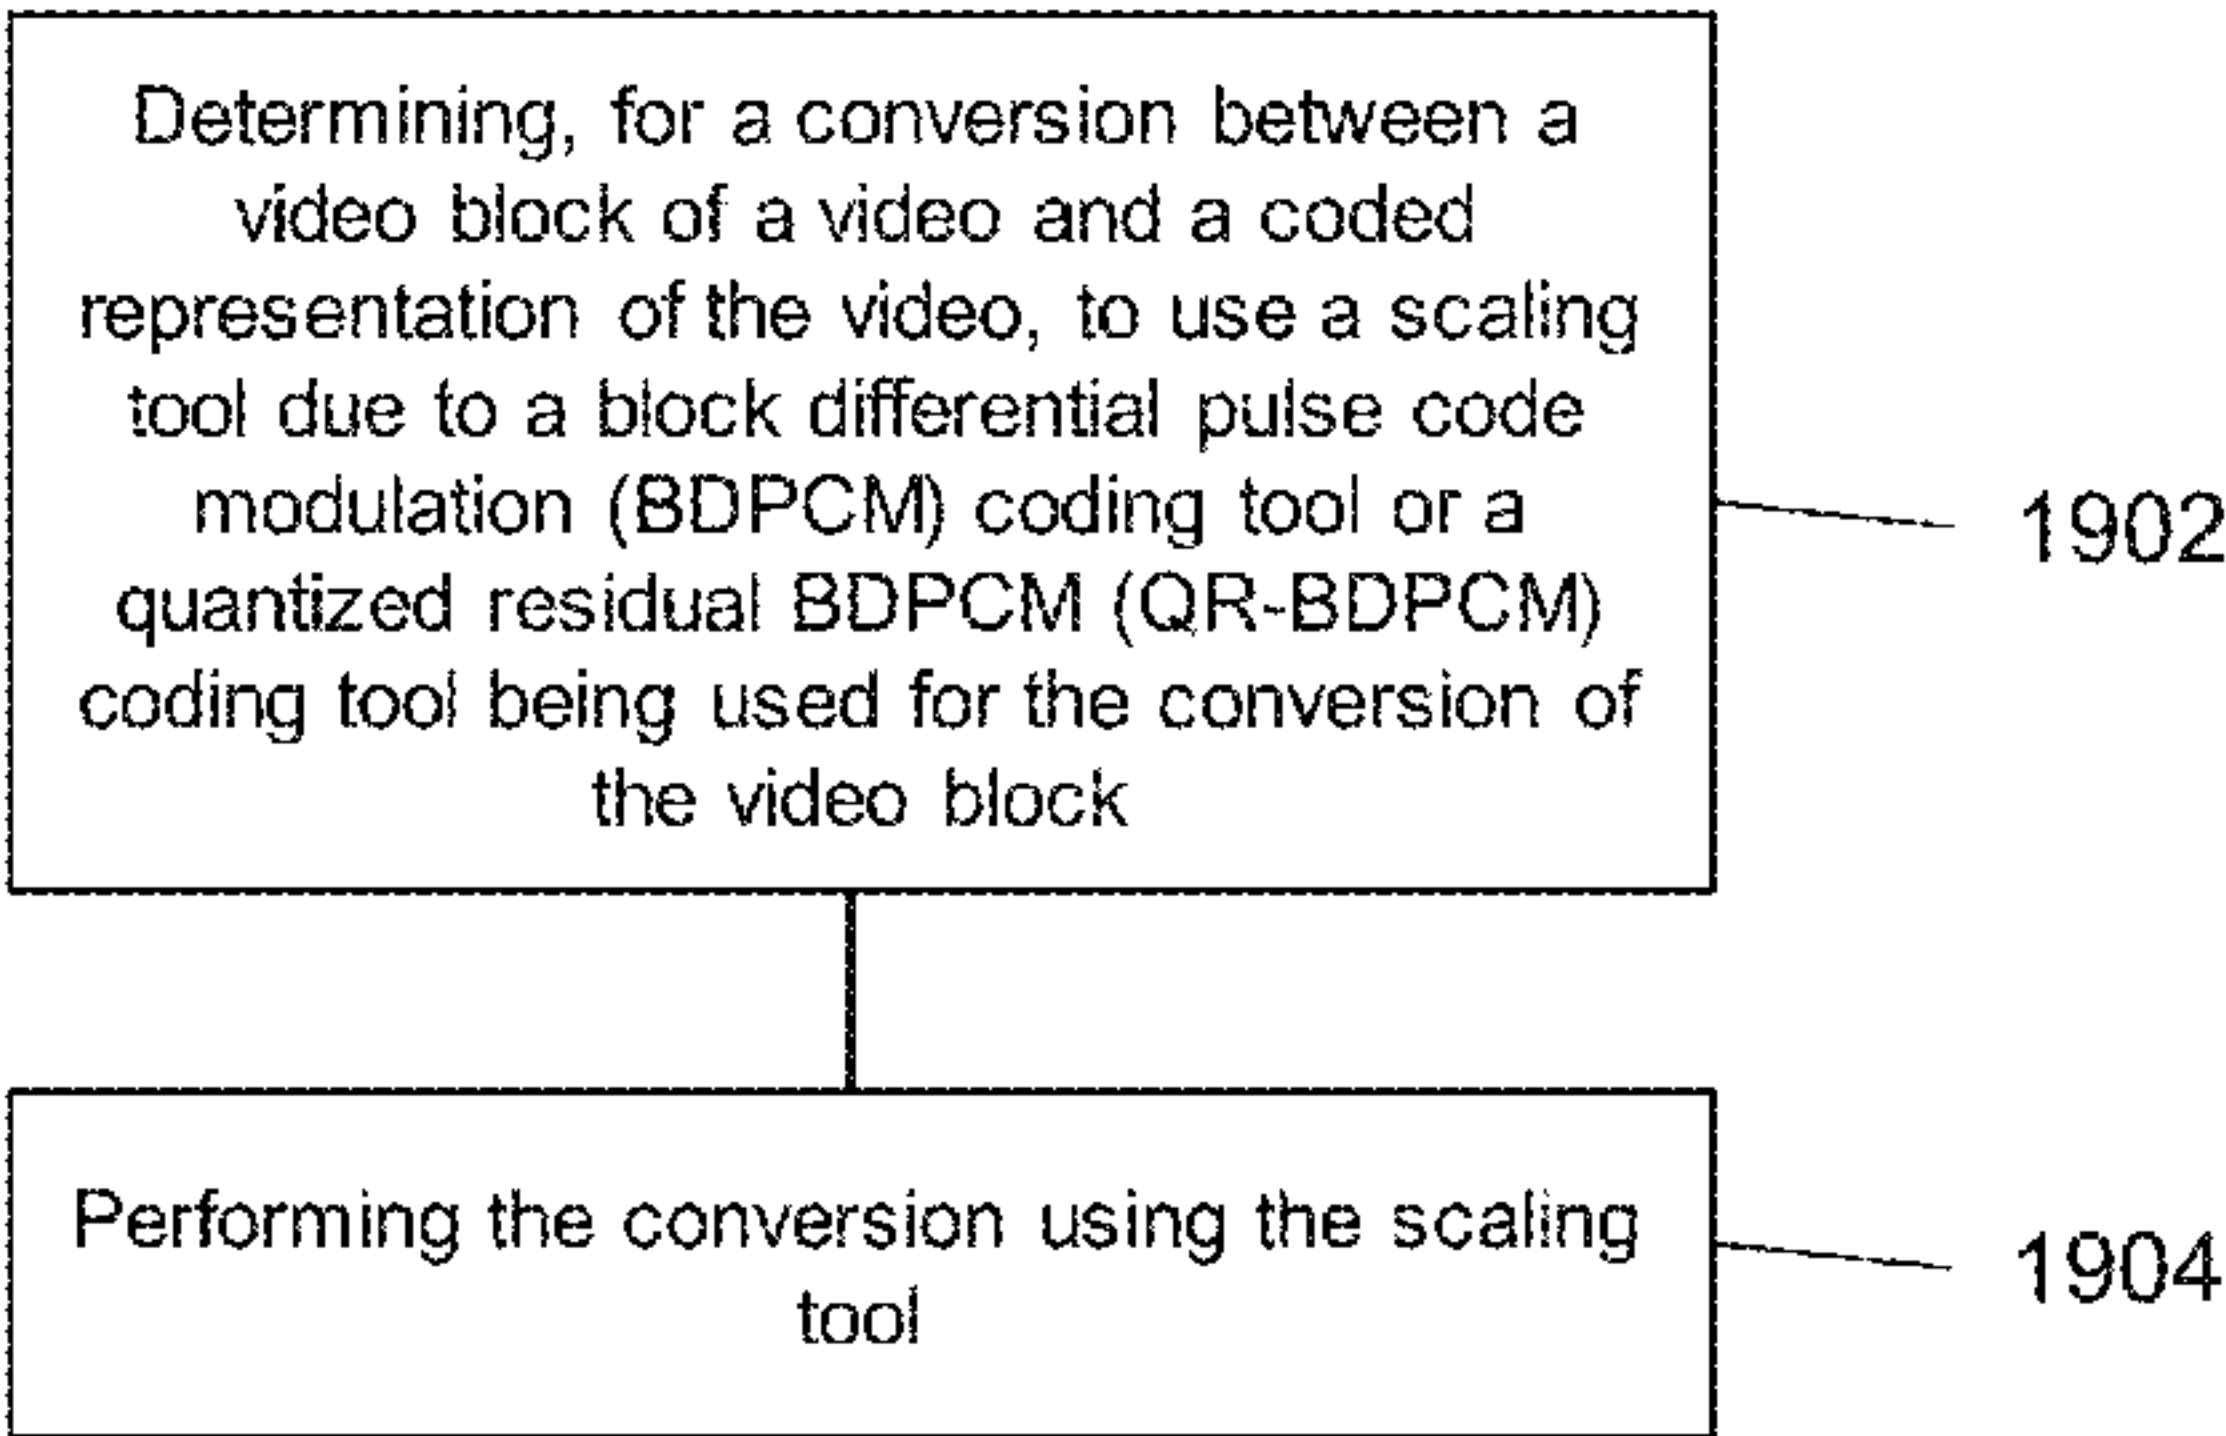 Determining, for a conversion between a
video block of a video and a coded
representation of the video, to use a scaling
tool due to a block differential pulse code
modulation (BDPCM) coding tool or a
quantized residual BDPCM (QR-BDPCM)
coding tool being used for the conversion of
the video block
1902
Performing the conversion using the scaling
tool
1904